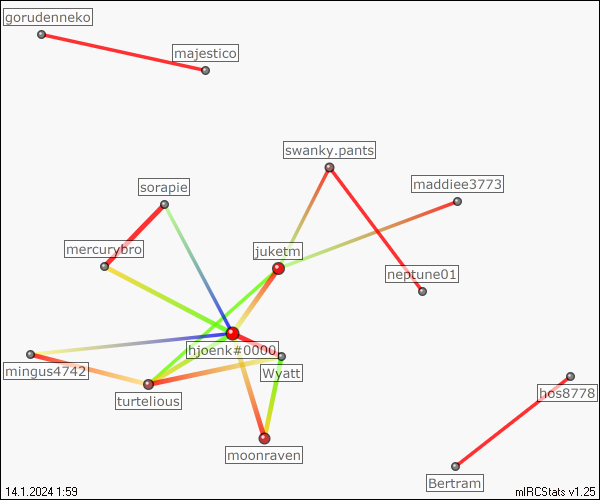 gorudenneko
majestico
swanky.pants
sorapie
maddiee3773
mercurybro
juketm
neptune01
hjoenk#0000
mingus4742
Wyatt
hos8778
turtelious
moonraven
Bertram
14.1.2024 1:59
mIRCStats v1.25